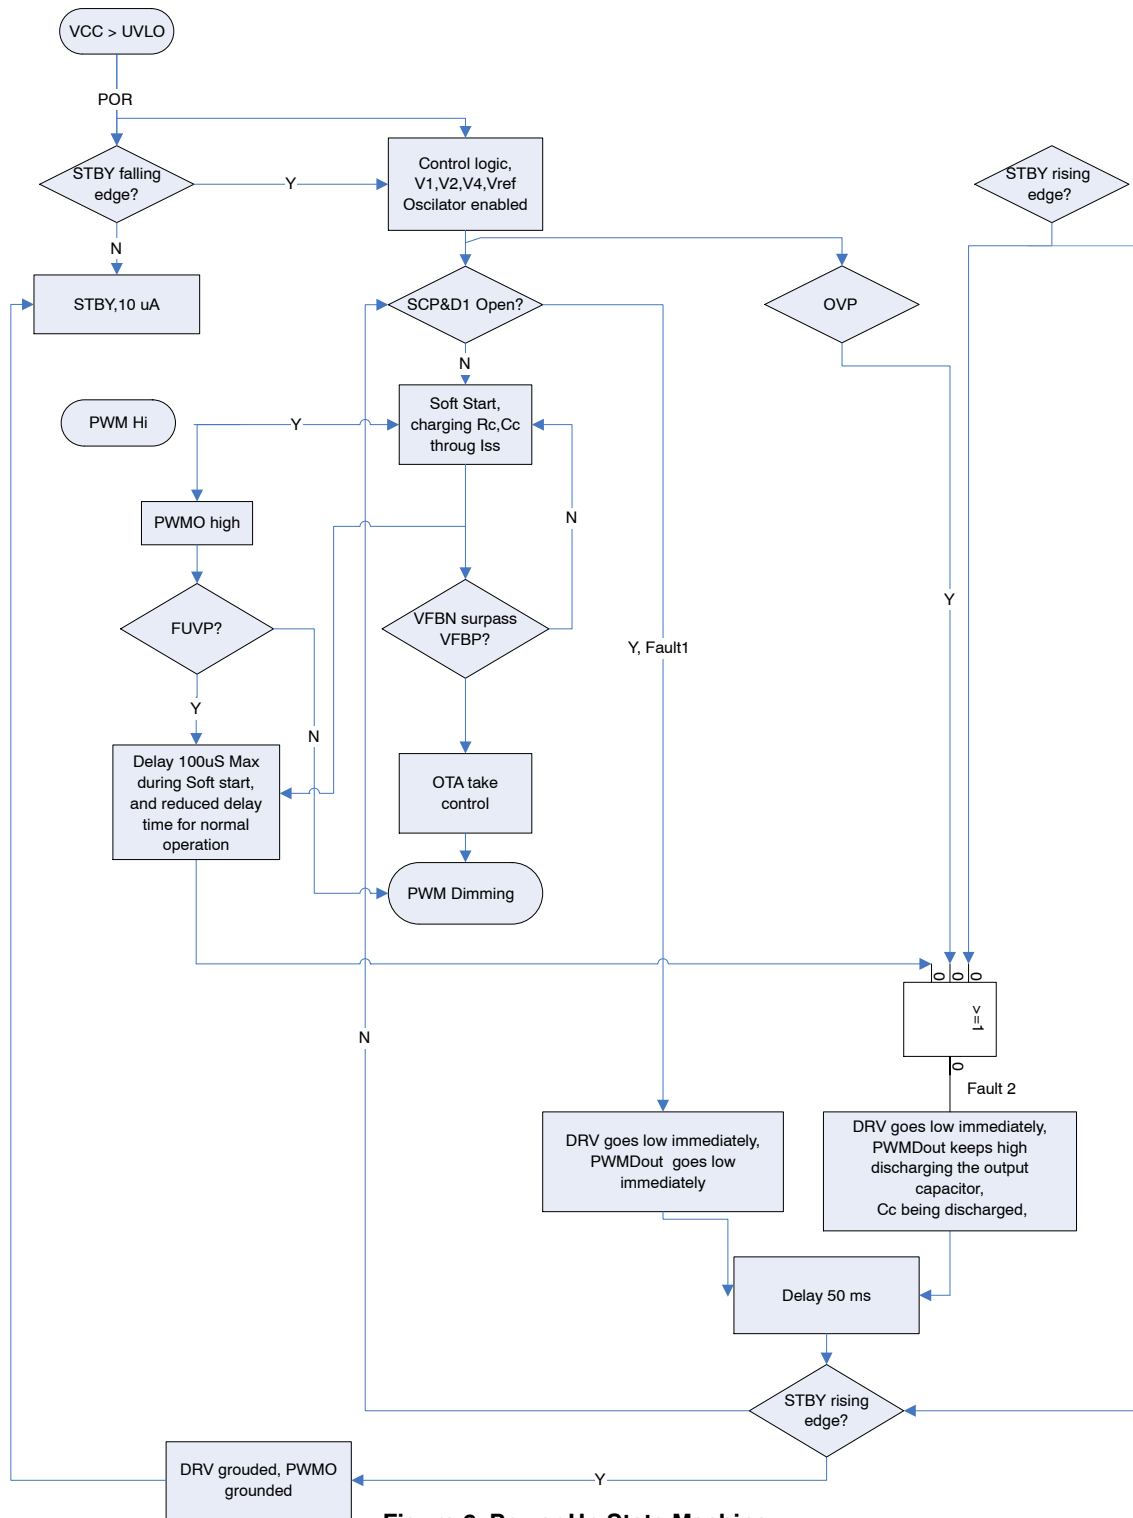 VCC > UVLO
POR
STBY falling
edge?
Y
Control logic,
V1,V2,V4,Vref
Oscilator enabled
STBY rising
edge?
N
STBY,10 uA
SCP&D1 Open?
OVP
N
PWM Hi
Y
Soft Start,
charging Rc,Cc
throug Iss
PWMO high
N
FUVP?
VFBN surpass
VFBP?
Y
Y, Fault1
Y
N
Delay 100uS Max
during Soft start,
and reduced delay
time for normal
operation
OTA take
control
PWM Dimming
0
0
0
>=1
N
0
Fault 2
DRV goes low immediately,
PWMDout goes low
immediately
DRV goes low immediately,
PWMDout keeps high
discharging the output
capacitor,
Cc being discharged,
Delay 50 ms
STBY rising
edge?
DRV grouded, PWMO
grounded
Y